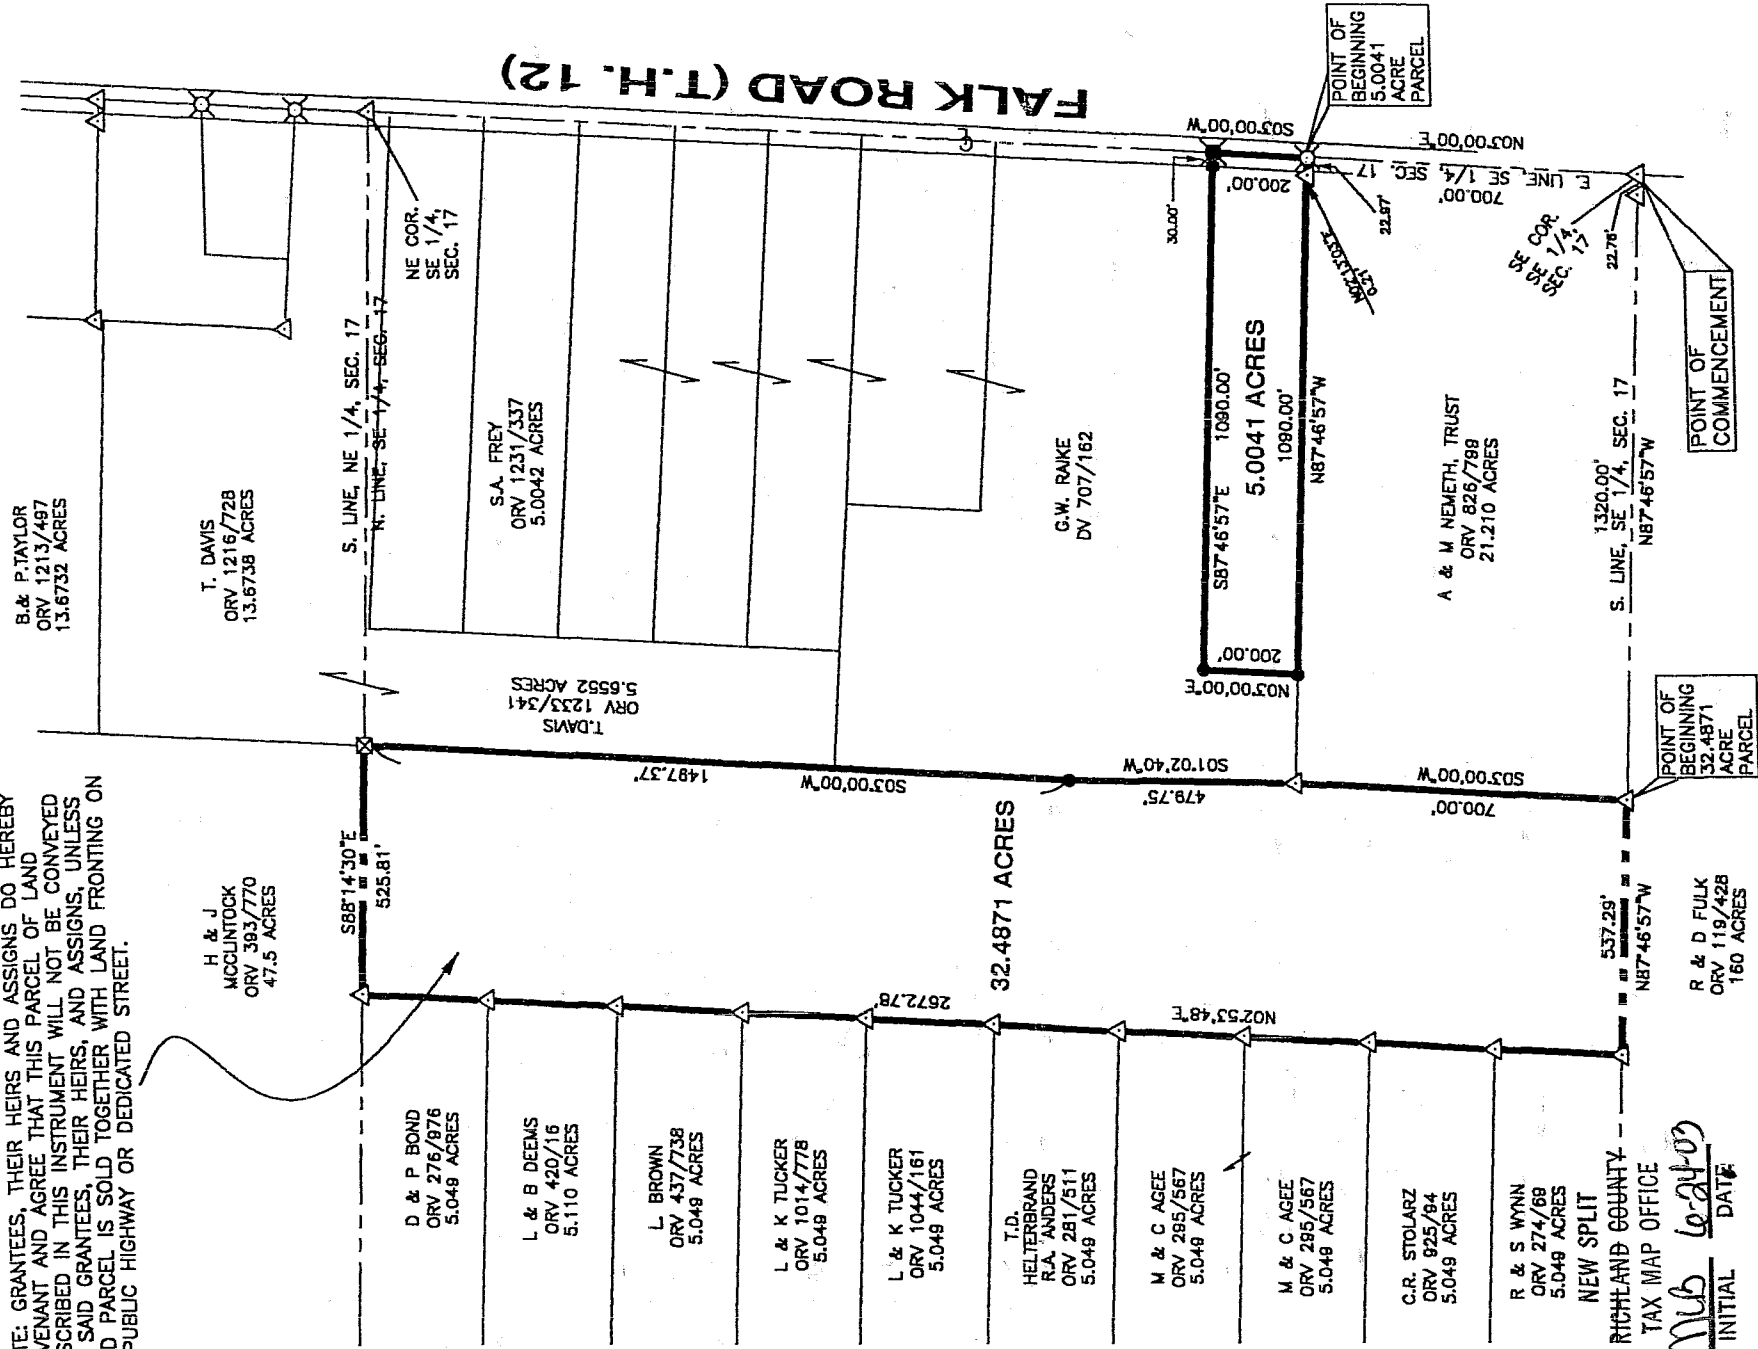 TE: GRANTEES, THEIR HEIRS AND ASSIGNS DO HEREBY
VENANT AND AGREE THAT THIS PARCEL OF LAND
SCRIBED IN THIS INSTRUMENT WILL NOT BE CONVEYED
SAID GRANTEES, THEIR HEIRS, AND ASSIGNS, UNLESS
D PARCEL IS SOLD TOGETHER WITH LAND FRONTING ON
PUBLIC HIGHWAY OR DEDICATED STREET.
B.& P.TAYLOR
ORV 1213/497
13.6732 ACRES
T. DAVIS
ORV 1216/728
13.6738 ACRES
H & J
MCCLINTOCK
ORV 393/770
47.5 ACRES
S. LINE, NE 1/4, SEC. 17
N. LINE, SE 1/4, SEC. 17
NE COR.
SE 1/4,
SEC. 17
FALK ROAD (T.H. 12)
S88°14'30"E
525.81'
T.DAVIS
ORV 1233/341
5.6552 ACRES
S.A. FREY
ORV 1231/337
5.0042 ACRES
G.W. RAIKE
DV 707/162
1497.37'
S03°00'00"W
S01°02'40"W
479.75'
S03°00'00"W
700.00'
32.4871 ACRES
2672.78'
N02°53'48"E
30.00'
S03°00'00"W
200.00'
S87°46'57"E 1090.00'
5.0041 ACRES
1090.00'
N87°46'57"W
200.00'
N03°00'00"E
N02°13'03"E
0.21'
22.97'
POINT OF
BEGINNING
5.0041
ACRE
PARCEL
N03°00'00"E
E. LINE, SE 1/4, SEC. 17
700.00'
A & M NEMETH, TRUST
ORV 826/799
21.210 ACRES
SE COR.
SE 1/4,
SEC. 17
22.76'
POINT OF
COMMENCEMENT
1320.00'
S. LINE, SE 1/4, SEC. 17
N87°46'57"W
POINT OF
BEGINNING
32.4871
ACRE
PARCEL
537.29'
N87°46'57"W
R & D FULK
ORV 119/428
160 ACRES
D & P BOND
ORV 276/976
5.049 ACRES
L & B DEEMS
ORV 420/16
5.110 ACRES
L BROWN
ORV 437/738
5.049 ACRES
L & K TUCKER
ORV 1014/778
5.049 ACRES
L & K TUCKER
ORV 1044/161
5.049 ACRES
T.D.
HELTERBRAND
R.A. ANDERS
ORV 281/511
5.049 ACRES
M & C AGEE
ORV 295/567
5.049 ACRES
M & C AGEE
ORV 295/567
5.049 ACRES
C.R. STOLARZ
ORV 925/94
5.049 ACRES
R & S WYNN
ORV 274/69
5.049 ACRES
NEW SPLIT
RICHLAND COUNTY
TAX MAP OFFICE
6-24-03
INITIAL DATE